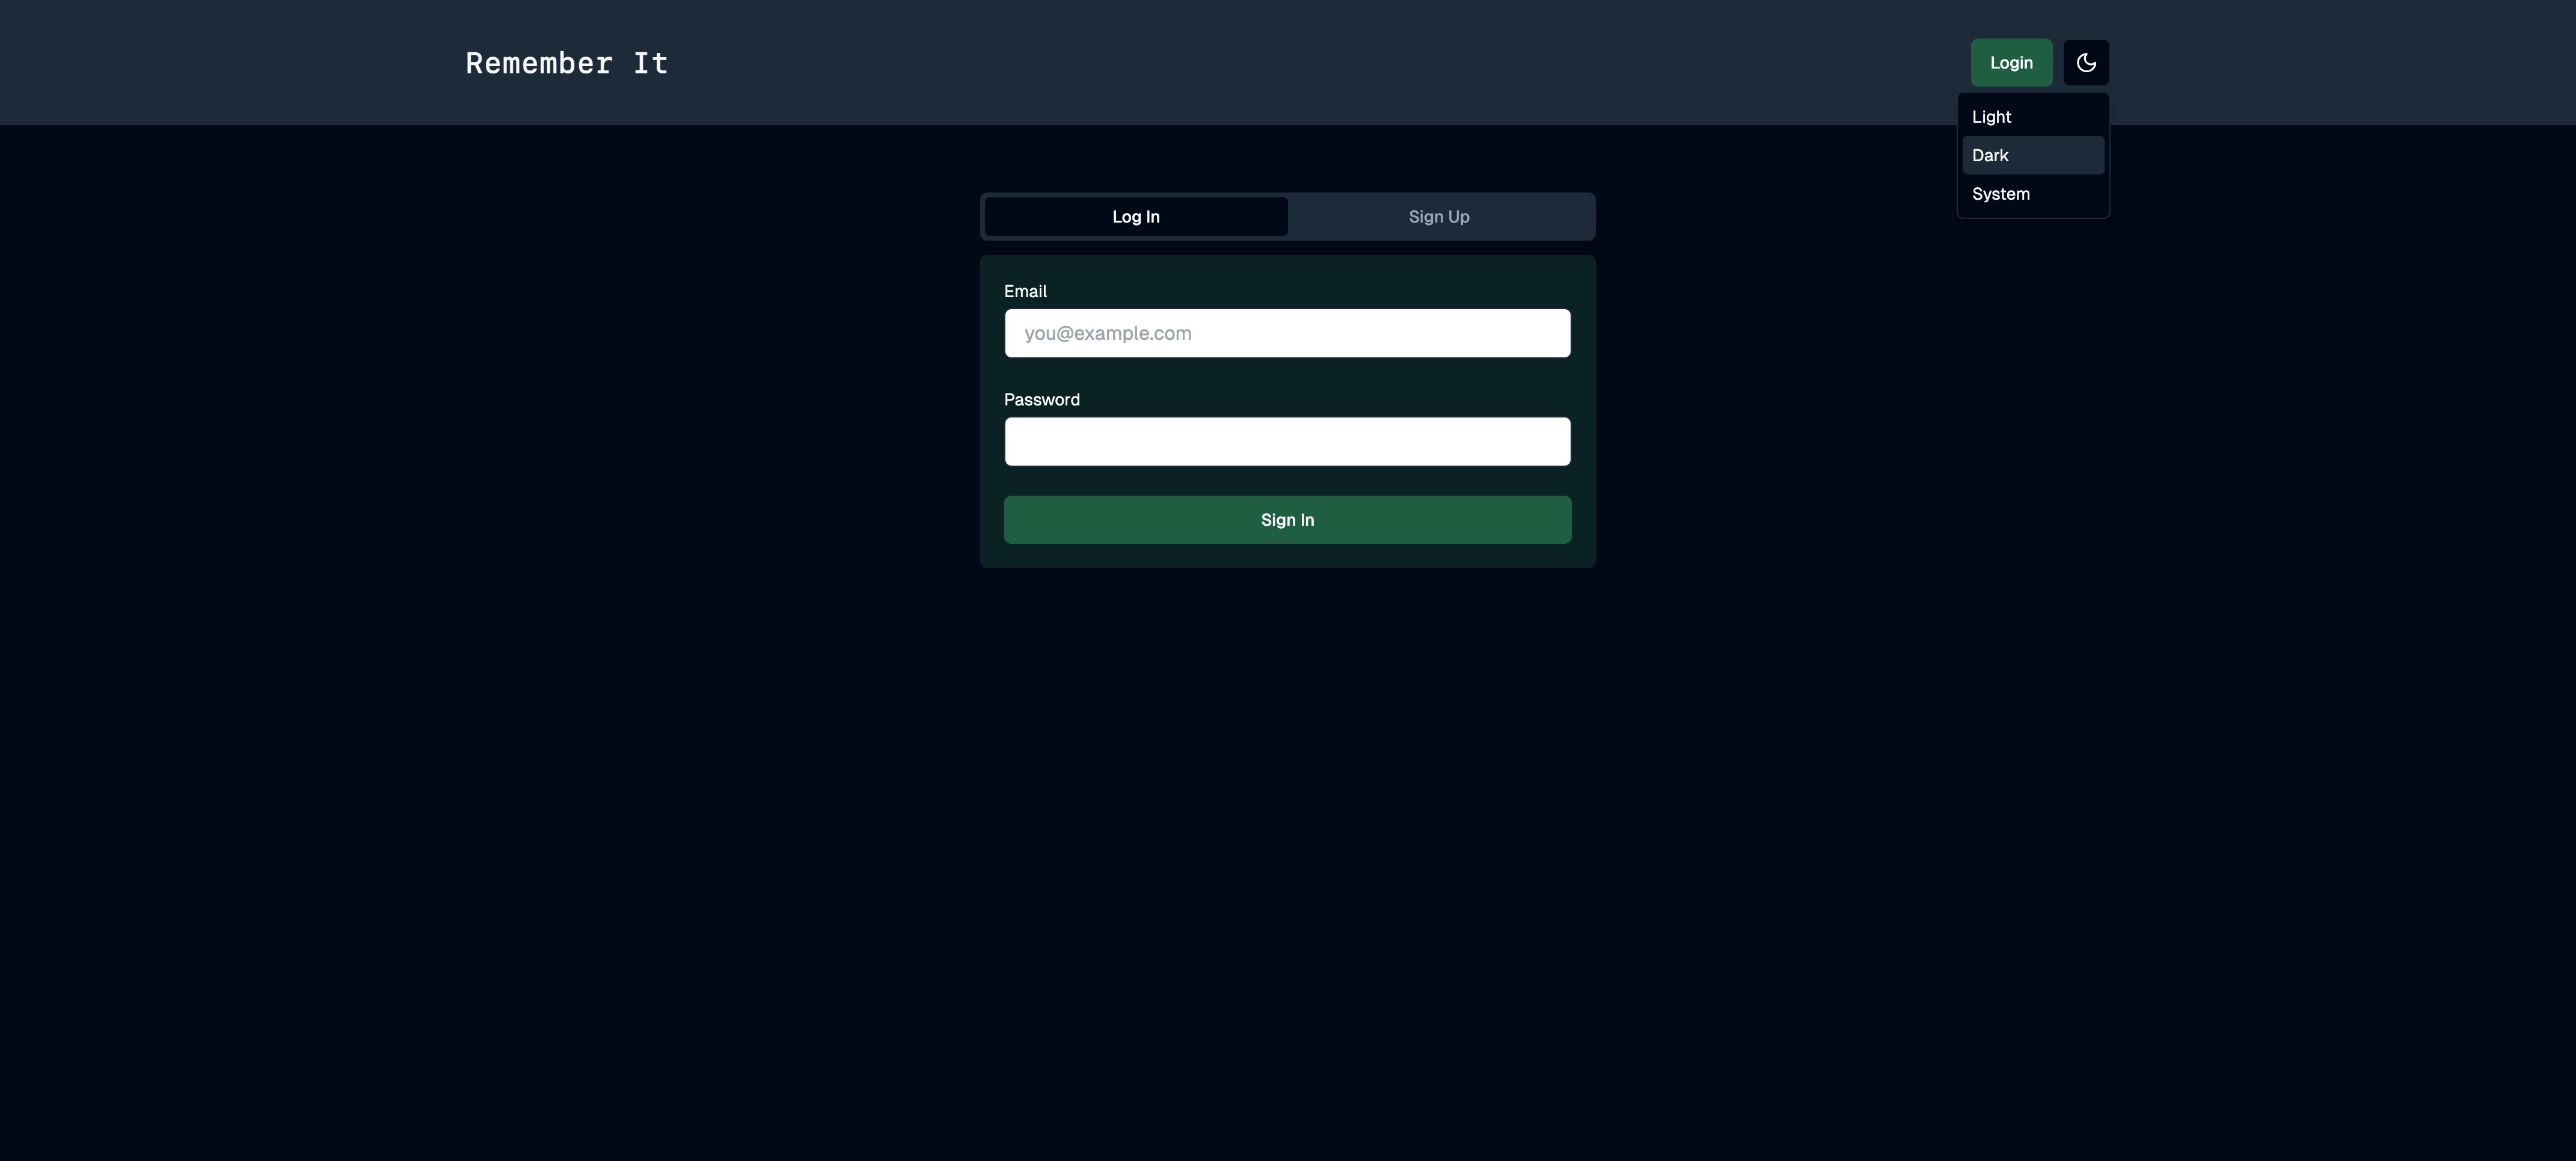 Remember It
Login
Light
Dark
System
Log In
Sign Up
Email
you@example.com
Password
Sign In